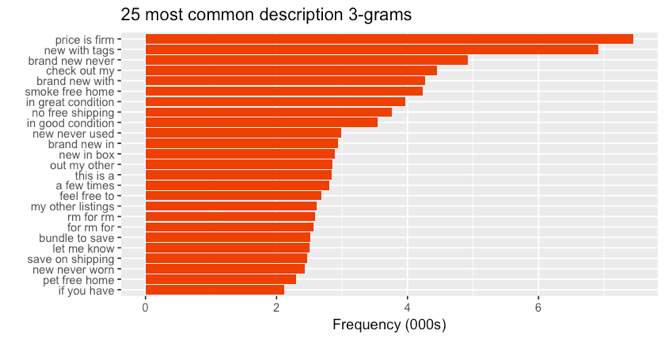 25 most common description 3-grams
price is firm
new with tags
brand new never
check out my
brand new with
smoke free home
in great condition
no free shipping
in good condition
new never used
brand new in
new in box
out my other
this is a
a few times
feel free to
my other listings
rm for rm
for rm for
bundle to save
let me know
save on shipping
new never worn
pet free home
if you have
0 2 4 6
Frequency (000s)